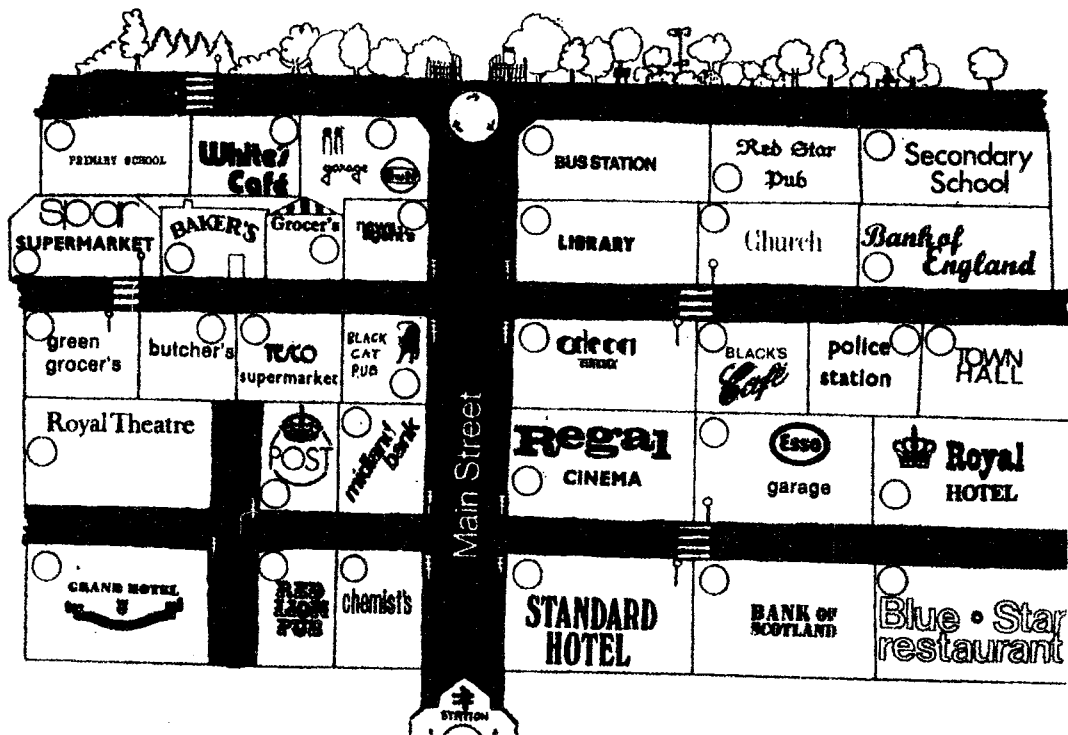 PRIMARY SCHOOL
White's
Café
garage
BUS STATION
Red Star
Pub
Secondary
School
spar
SUPERMARKET
BAKER'S
Grocer's
news
agent's
LIBRARY
Church
Bank of
England
green
grocer's
butcher's
TESCO
supermarket
BLACK
CAT
PUB
odeon
BLACK'S
Café
police
station
TOWN
HALL
Royal Theatre
POST
midland
bank
Main Street
Regal
CINEMA
Esso
garage
Royal
HOTEL
GRAND HOTEL
RED
LION
PUB
chemist's
STANDARD
HOTEL
BANK OF
SCOTLAND
Blue • Star
restaurant
STATION